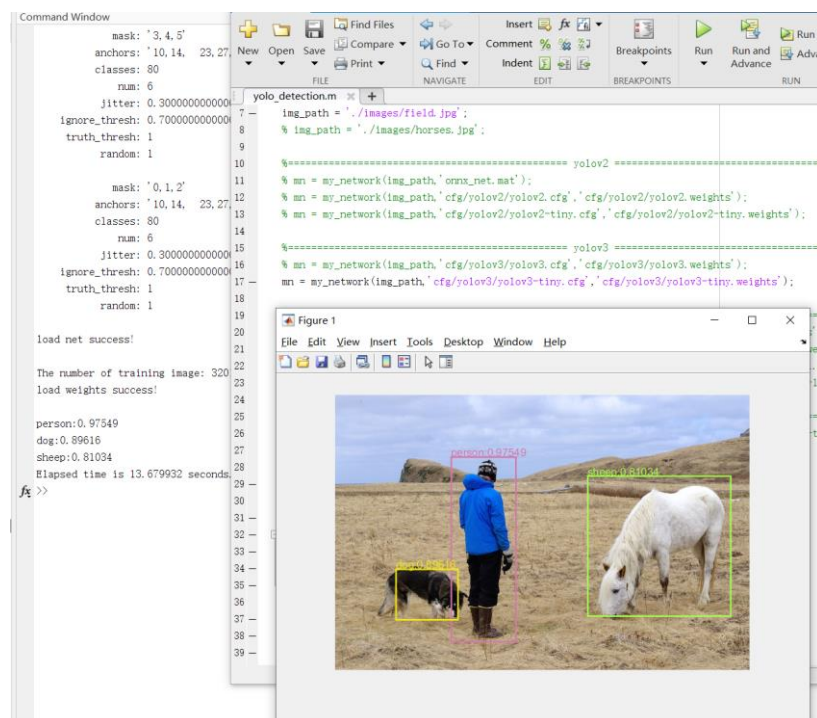 Command Window
mask: '3,4,5'
anchors: '10,14, 23,27,
classes: 80
num: 6
jitter: 0.3000000000000
ignore_thresh: 0.7000000000000
truth_thresh: 1
random: 1
mask: '0,1,2'
anchors: '10,14, 23,27,
classes: 80
num: 6
jitter: 0.3000000000000
ignore_thresh: 0.7000000000000
truth_thresh: 1
random: 1
load net success!
The number of training image: 320
load weights success!
person:0.97549
dog:0.89616
sheep:0.81034
Elapsed time is 13.679932 seconds
fx >>
New Open Save Find Files Compare Print
Go To Find
Insert fx
Comment %
Indent
Breakpoints Run Run and Advance Run
FILE NAVIGATE EDIT BREAKPOINTS RUN
yolo_detection.m × +
7 — img_path = './images/field.jpg';
8 % img_path = './images/horses.jpg';
9
10 %================================================ yolov2 ====================================
11 % mn = my_network(img_path,'onnx_net.mat');
12 % mn = my_network(img_path,'cfg/yolov2/yolov2.cfg','cfg/yolov2/yolov2.weights');
13 % mn = my_network(img_path,'cfg/yolov2/yolov2-tiny.cfg','cfg/yolov2/yolov2-tiny.weights');
14
15 %================================================ yolov3 ====================================
16 % mn = my_network(img_path,'cfg/yolov3/yolov3.cfg','cfg/yolov3/yolov3.weights');
17 — mn = my_network(img_path,'cfg/yolov3/yolov3-tiny.cfg','cfg/yolov3/yolov3-tiny.weights');
18
19
20
21
22
23
24
25
26
27
28
29 —
30
31 —
32 —
33 —
34 —
35 —
36
37 —
38 —
39 —
Figure 1
File Edit View Insert Tools Desktop Window Help
person:0.97549
sheep:0.81034
dog:0.89616